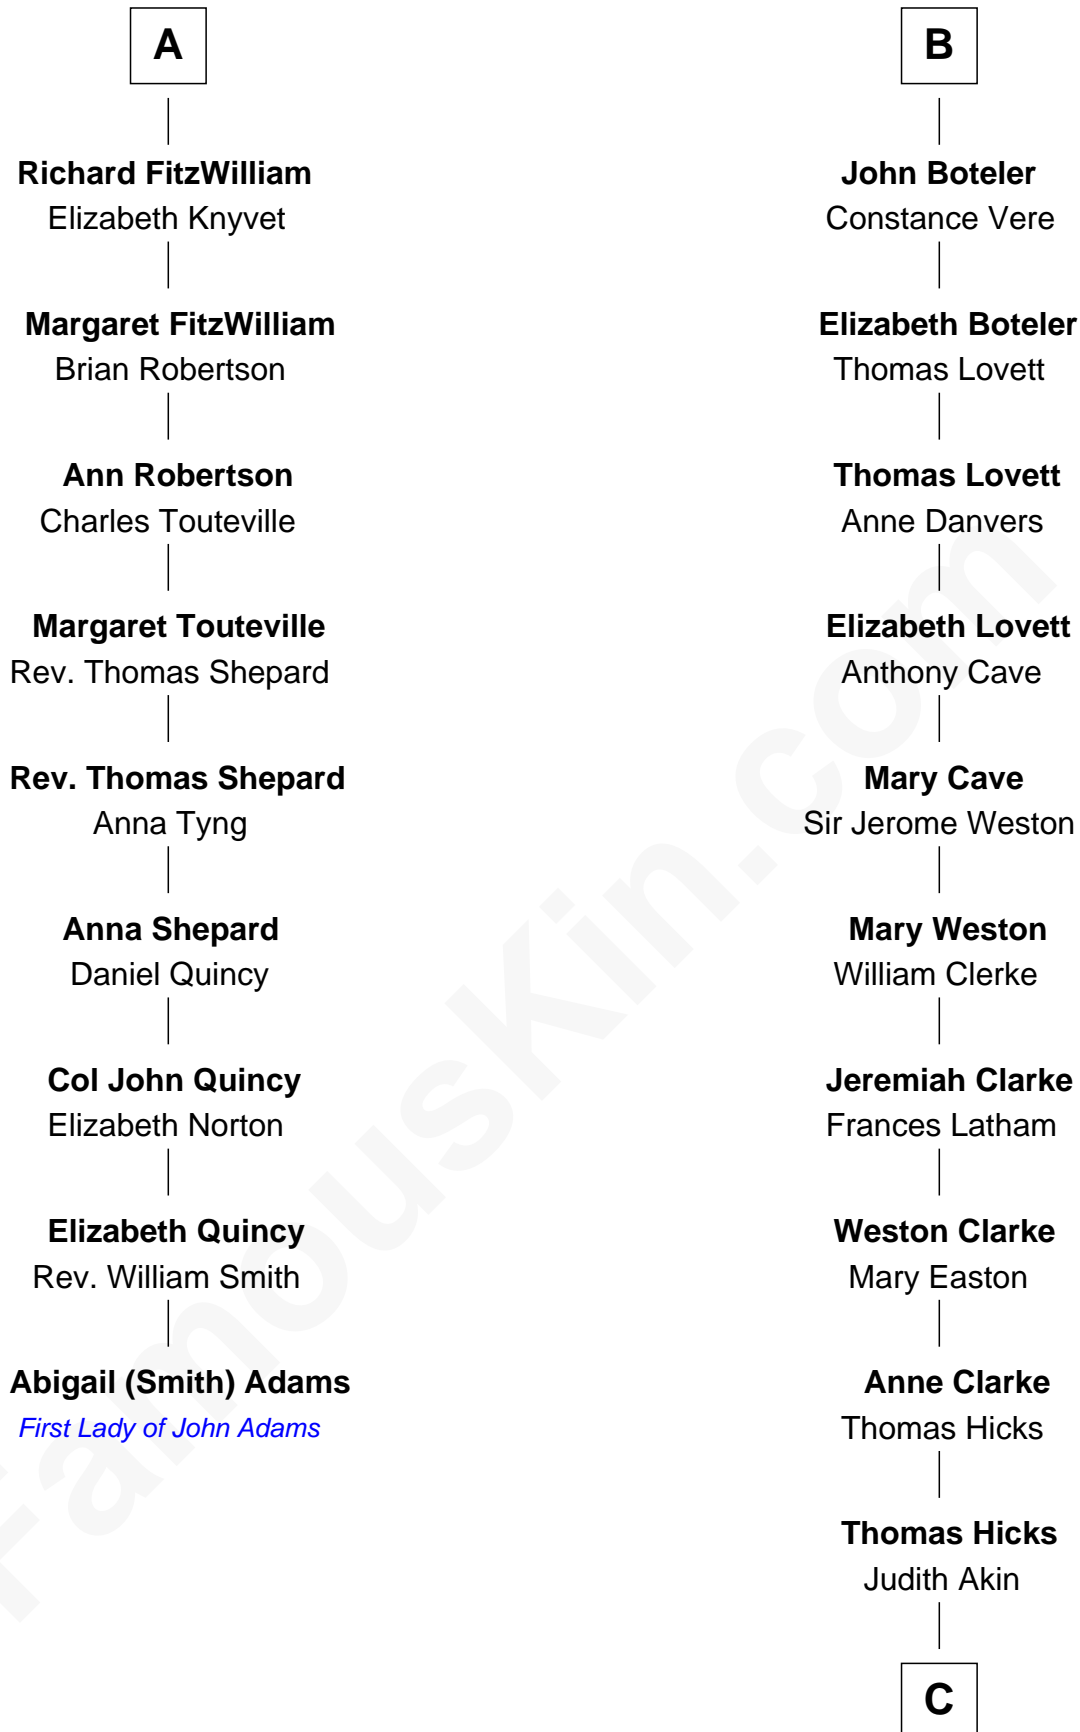 A
Richard FitzWilliam
Elizabeth Knyvet
Margaret FitzWilliam
Brian Robertson
Ann Robertson
Charles Touteville
Margaret Touteville
Rev. Thomas Shepard
Rev. Thomas Shepard
Anna Tyng
Anna Shepard
Daniel Quincy
Col John Quincy
Elizabeth Norton
Elizabeth Quincy
Rev. William Smith
Abigail (Smith) Adams
First Lady of John Adams
B
John Boteler
Constance Vere
Elizabeth Boteler
Thomas Lovett
Thomas Lovett
Anne Danvers
Elizabeth Lovett
Anthony Cave
Mary Cave
Sir Jerome Weston
Mary Weston
William Clerke
Jeremiah Clarke
Frances Latham
Weston Clarke
Mary Easton
Anne Clarke
Thomas Hicks
Thomas Hicks
Judith Akin
C
FamousKin.com